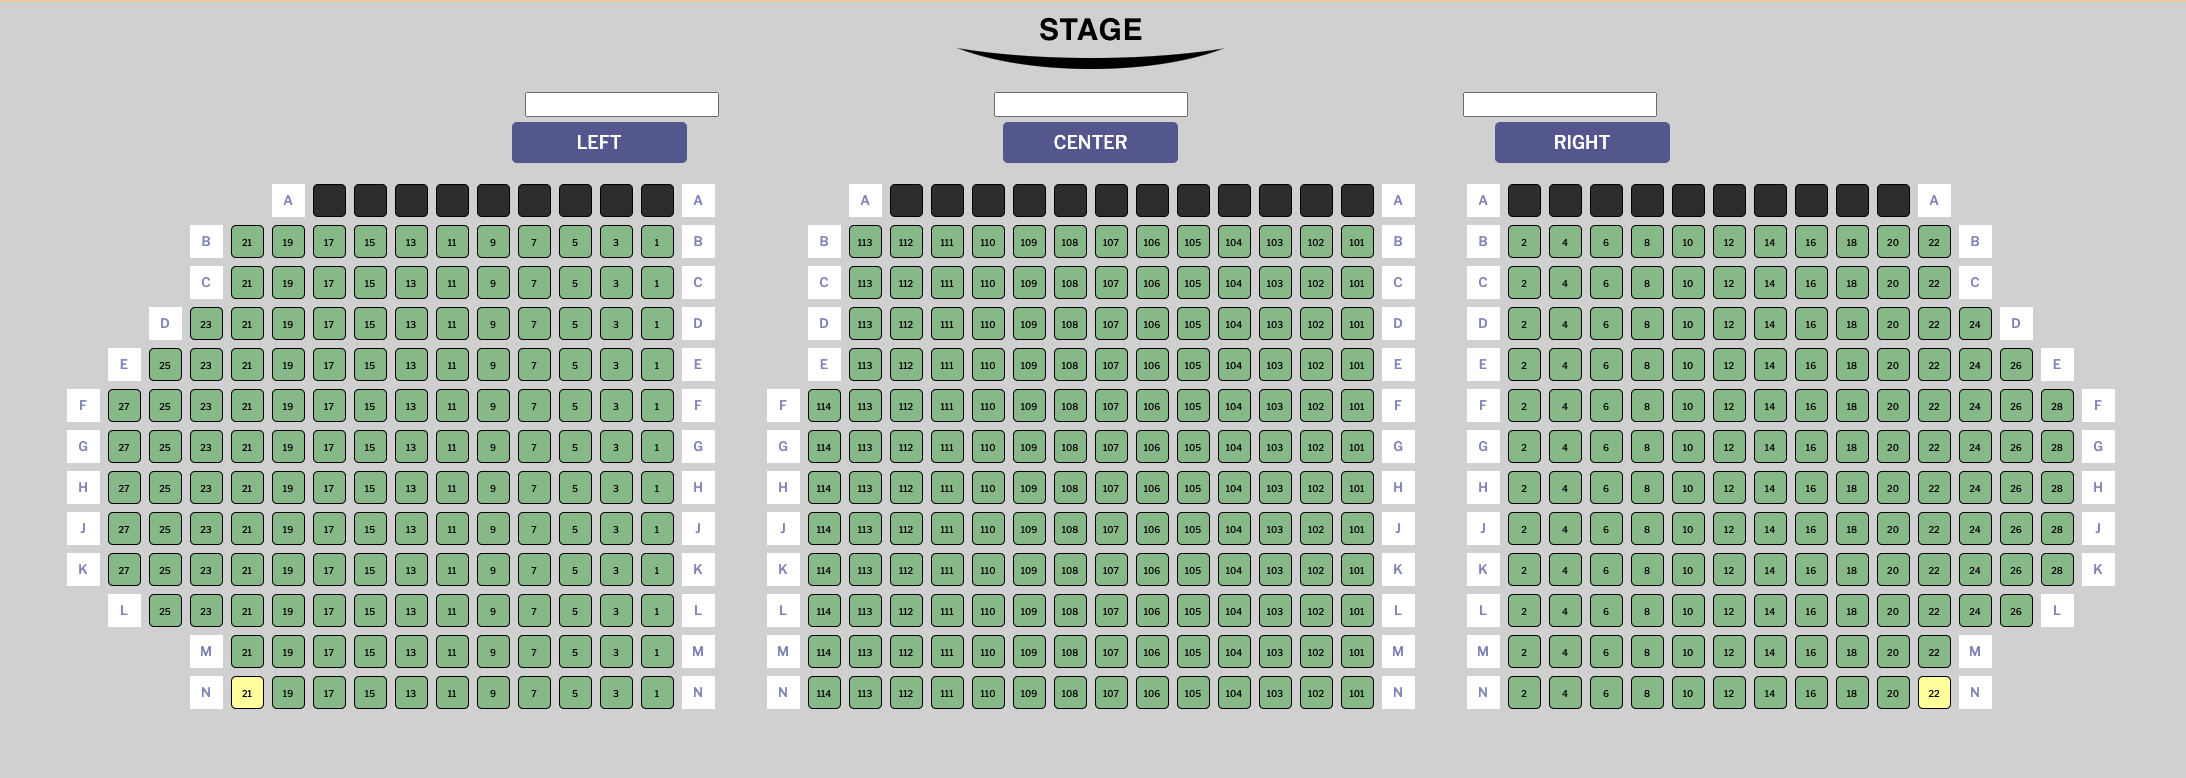 STAGE
LEFT CENTER RIGHT
A A A A A A
B 21 19 17 15 13 11 9 7 5 3 1 B B 113 112 111 110 109 108 107 106 105 104 103 102 101 B B 2 4 6 8 10 12 14 16 18 20 22 B
C 21 19 17 15 13 11 9 7 5 3 1 C C 113 112 111 110 109 108 107 106 105 104 103 102 101 C C 2 4 6 8 10 12 14 16 18 20 22 C
D 23 21 19 17 15 13 11 9 7 5 3 1 D D 113 112 111 110 109 108 107 106 105 104 103 102 101 D D 2 4 6 8 10 12 14 16 18 20 22 24 D
E 25 23 21 19 17 15 13 11 9 7 5 3 1 E E 113 112 111 110 109 108 107 106 105 104 103 102 101 E E 2 4 6 8 10 12 14 16 18 20 22 24 26 E
F 27 25 23 21 19 17 15 13 11 9 7 5 3 1 F F 114 113 112 111 110 109 108 107 106 105 104 103 102 101 F F 2 4 6 8 10 12 14 16 18 20 22 24 26 28 F
G 27 25 23 21 19 17 15 13 11 9 7 5 3 1 G G 114 113 112 111 110 109 108 107 106 105 104 103 102 101 G G 2 4 6 8 10 12 14 16 18 20 22 24 26 28 G
H 27 25 23 21 19 17 15 13 11 9 7 5 3 1 H H 114 113 112 111 110 109 108 107 106 105 104 103 102 101 H H 2 4 6 8 10 12 14 16 18 20 22 24 26 28 H
J 27 25 23 21 19 17 15 13 11 9 7 5 3 1 J J 114 113 112 111 110 109 108 107 106 105 104 103 102 101 J J 2 4 6 8 10 12 14 16 18 20 22 24 26 28 J
K 27 25 23 21 19 17 15 13 11 9 7 5 3 1 K K 114 113 112 111 110 109 108 107 106 105 104 103 102 101 K K 2 4 6 8 10 12 14 16 18 20 22 24 26 28 K
L 25 23 21 19 17 15 13 11 9 7 5 3 1 L L 114 113 112 111 110 109 108 107 106 105 104 103 102 101 L L 2 4 6 8 10 12 14 16 18 20 22 24 26 L
M 21 19 17 15 13 11 9 7 5 3 1 M M 114 113 112 111 110 109 108 107 106 105 104 103 102 101 M M 2 4 6 8 10 12 14 16 18 20 22 M
N 21 19 17 15 13 11 9 7 5 3 1 N N 114 113 112 111 110 109 108 107 106 105 104 103 102 101 N N 2 4 6 8 10 12 14 16 18 20 22 N